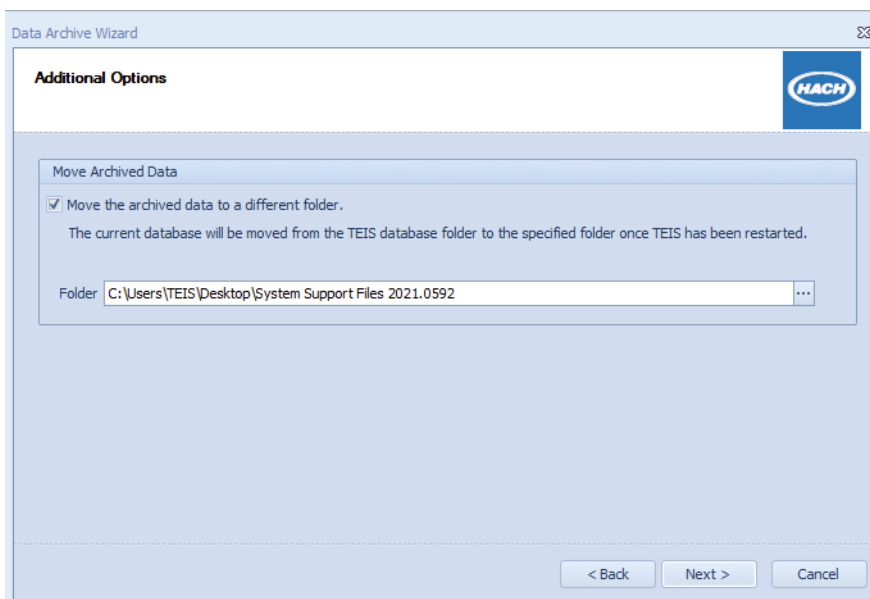 Data Archive Wizard
Additional Options
HACH
Move Archived Data
Move the archived data to a different folder.
The current database will be moved from the TEIS database folder to the specified folder once TEIS has been restarted.
Folder C:\Users\TEIS\Desktop\System Support Files 2021.0592 ...
< Back Next > Cancel